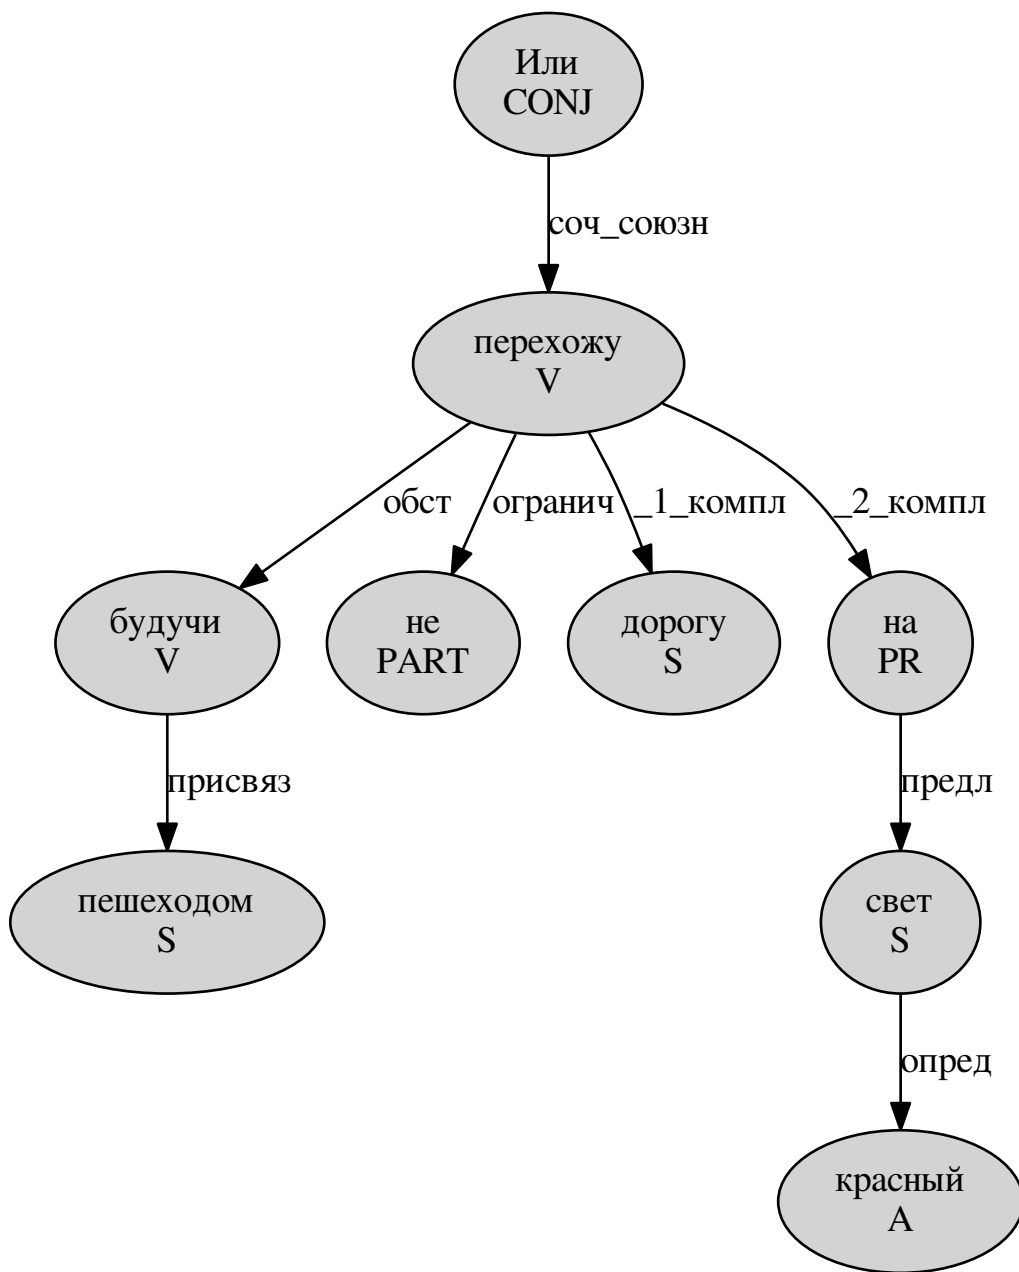 Или
CONJ
соч_союзн
перехожу
V
обст
огранич
_1_компл
_2_компл
будучи
V
не
PART
дорогу
S
на
PR
присвяз
предл
пешеходом
S
свет
S
опред
красный
A